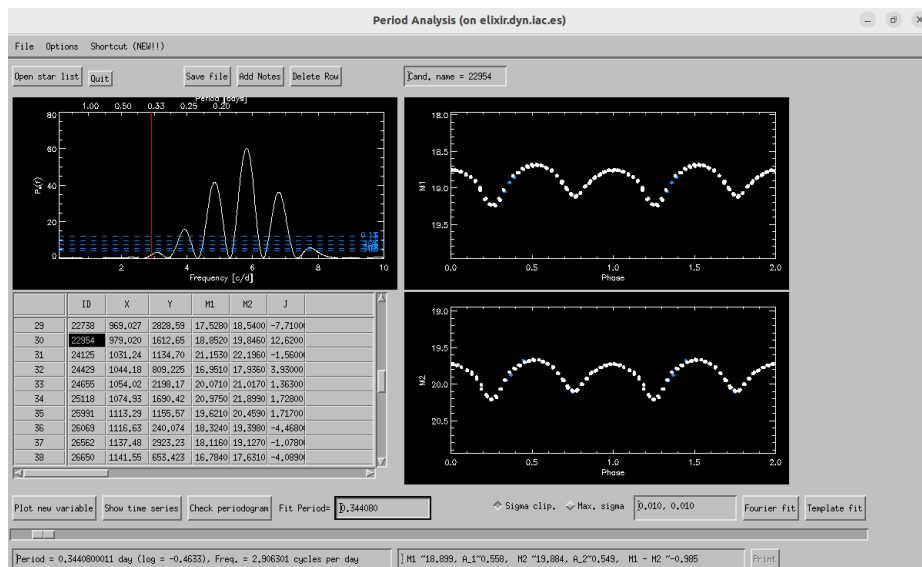 Period Analysis (on elixir.dyn.iac.es)
File Options Shortcut (NEW!!)
Open star list Quit Save file Add Notes Delete Row Cand. name = 22954
Period [days]
1.00 0.50 0.33 0.25 0.20
80
60
40
20
0
P_N(f)
0.15
2 4 6 8 10
Frequency [c/d]
18.0
18.5
19.0
19.5
M1
0.0 0.5 1.0 1.5 2.0
Phase
19.5
20.0
20.5
M2
0.0 0.5 1.0 1.5 2.0
Phase
ID X Y M1 M2 J
29 22738 969.027 2828.59 17.5280 18.5400 -7.7100
30 22954 979.020 1612.65 18.8520 19.8460 12.6200
31 24125 1031.24 1134.70 21.1530 22.1960 -1.5600
32 24429 1044.18 809.225 16.9510 17.9360 3.93000
33 24655 1054.02 2198.17 20.0710 21.0170 1.36300
34 25118 1074.93 1690.42 20.9750 21.8990 1.72800
35 25991 1113.29 1155.57 19.6210 20.4590 1.71700
36 26069 1116.63 240.074 18.3240 19.3980 -4.4680
37 26562 1137.48 2923.23 18.1160 19.1270 -1.0780
38 26650 1141.55 653.423 16.7840 17.6310 -4.0890
Plot new variable Show time series Check periodogram Fit Period= 0.344080 Sigma clip. Max. sigma 0.010, 0.010 Fourier fit Template fit
Period = 0.3440800011 day (log = -0.4633), Freq. = 2.906301 cycles per day M1 ~18.899, A_1~0.558, M2 ~19.884, A_2~0.549, M1 - M2 ~-0.985 Print